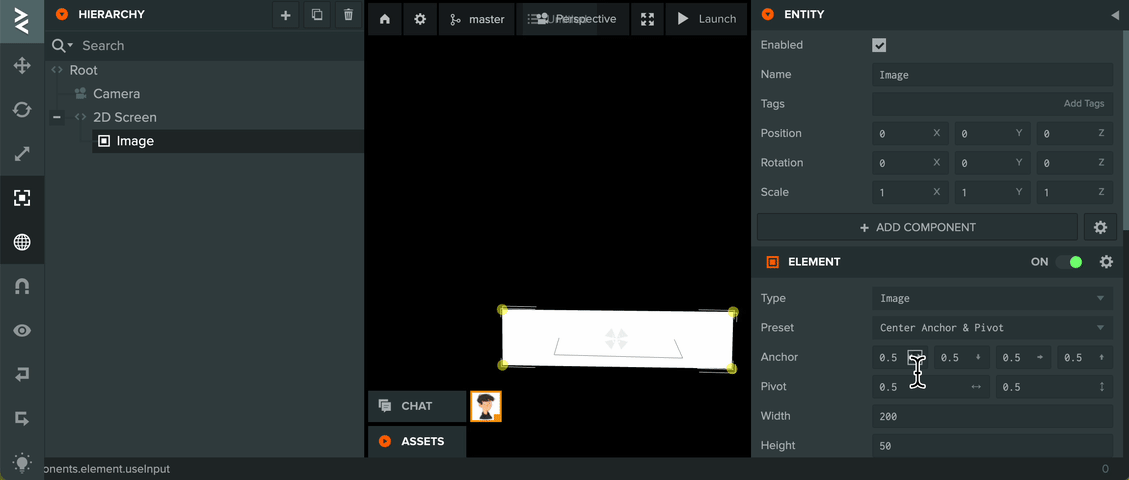 HIERARCHY
Search
Root
Camera
2D Screen
Image
master
Perspective
Launch
CHAT
ASSETS
ENTITY
Enabled
Name Image
Tags Add Tags
Position 0 X 0 Y 0 Z
Rotation 0 X 0 Y 0 Z
Scale 1 X 1 Y 1 Z
+ ADD COMPONENT
ELEMENT ON
Type Image
Preset Center Anchor & Pivot
Anchor 0.5 0.5 0.5 0.5
Pivot 0.5 0.5
Width 200
Height 50
onents.element.useInput 0